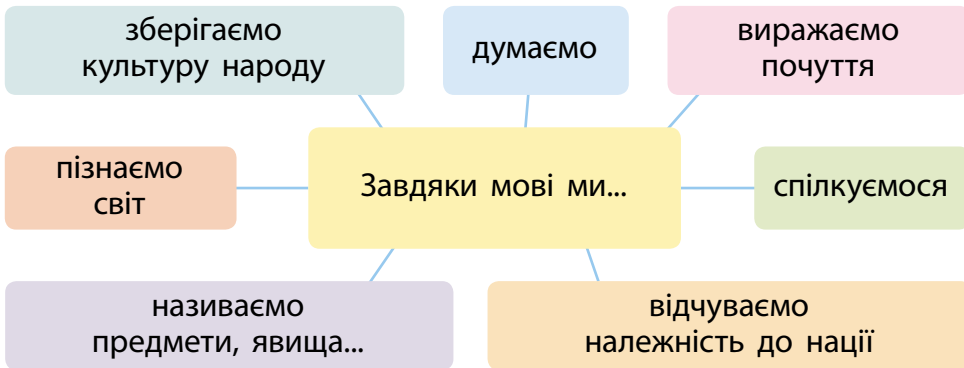 зберігаємо
культуру народу
думаємо
виражаємо
почуття
пізнаємо
світ
Завдяки мові ми...
спілкуємося
називаємо
предмети, явища...
відчуваємо
належність до нації